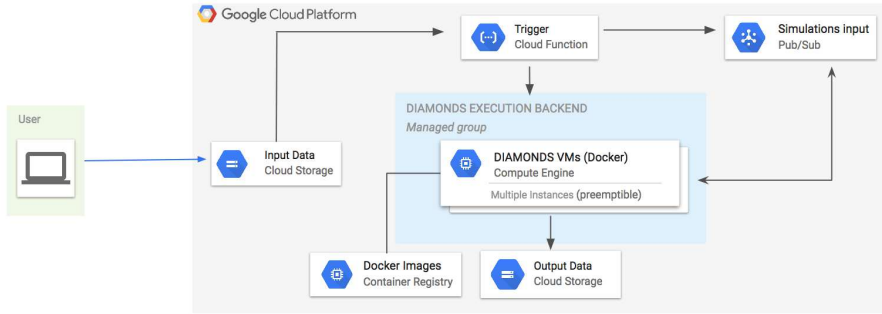 Google Cloud Platform
Trigger
Cloud Function
Simulations input
Pub/Sub
User
Input Data
Cloud Storage
DIAMONDS EXECUTION BACKEND
Managed group
DIAMONDS VMs (Docker)
Compute Engine
Multiple Instances (preemptible)
Docker Images
Container Registry
Output Data
Cloud Storage